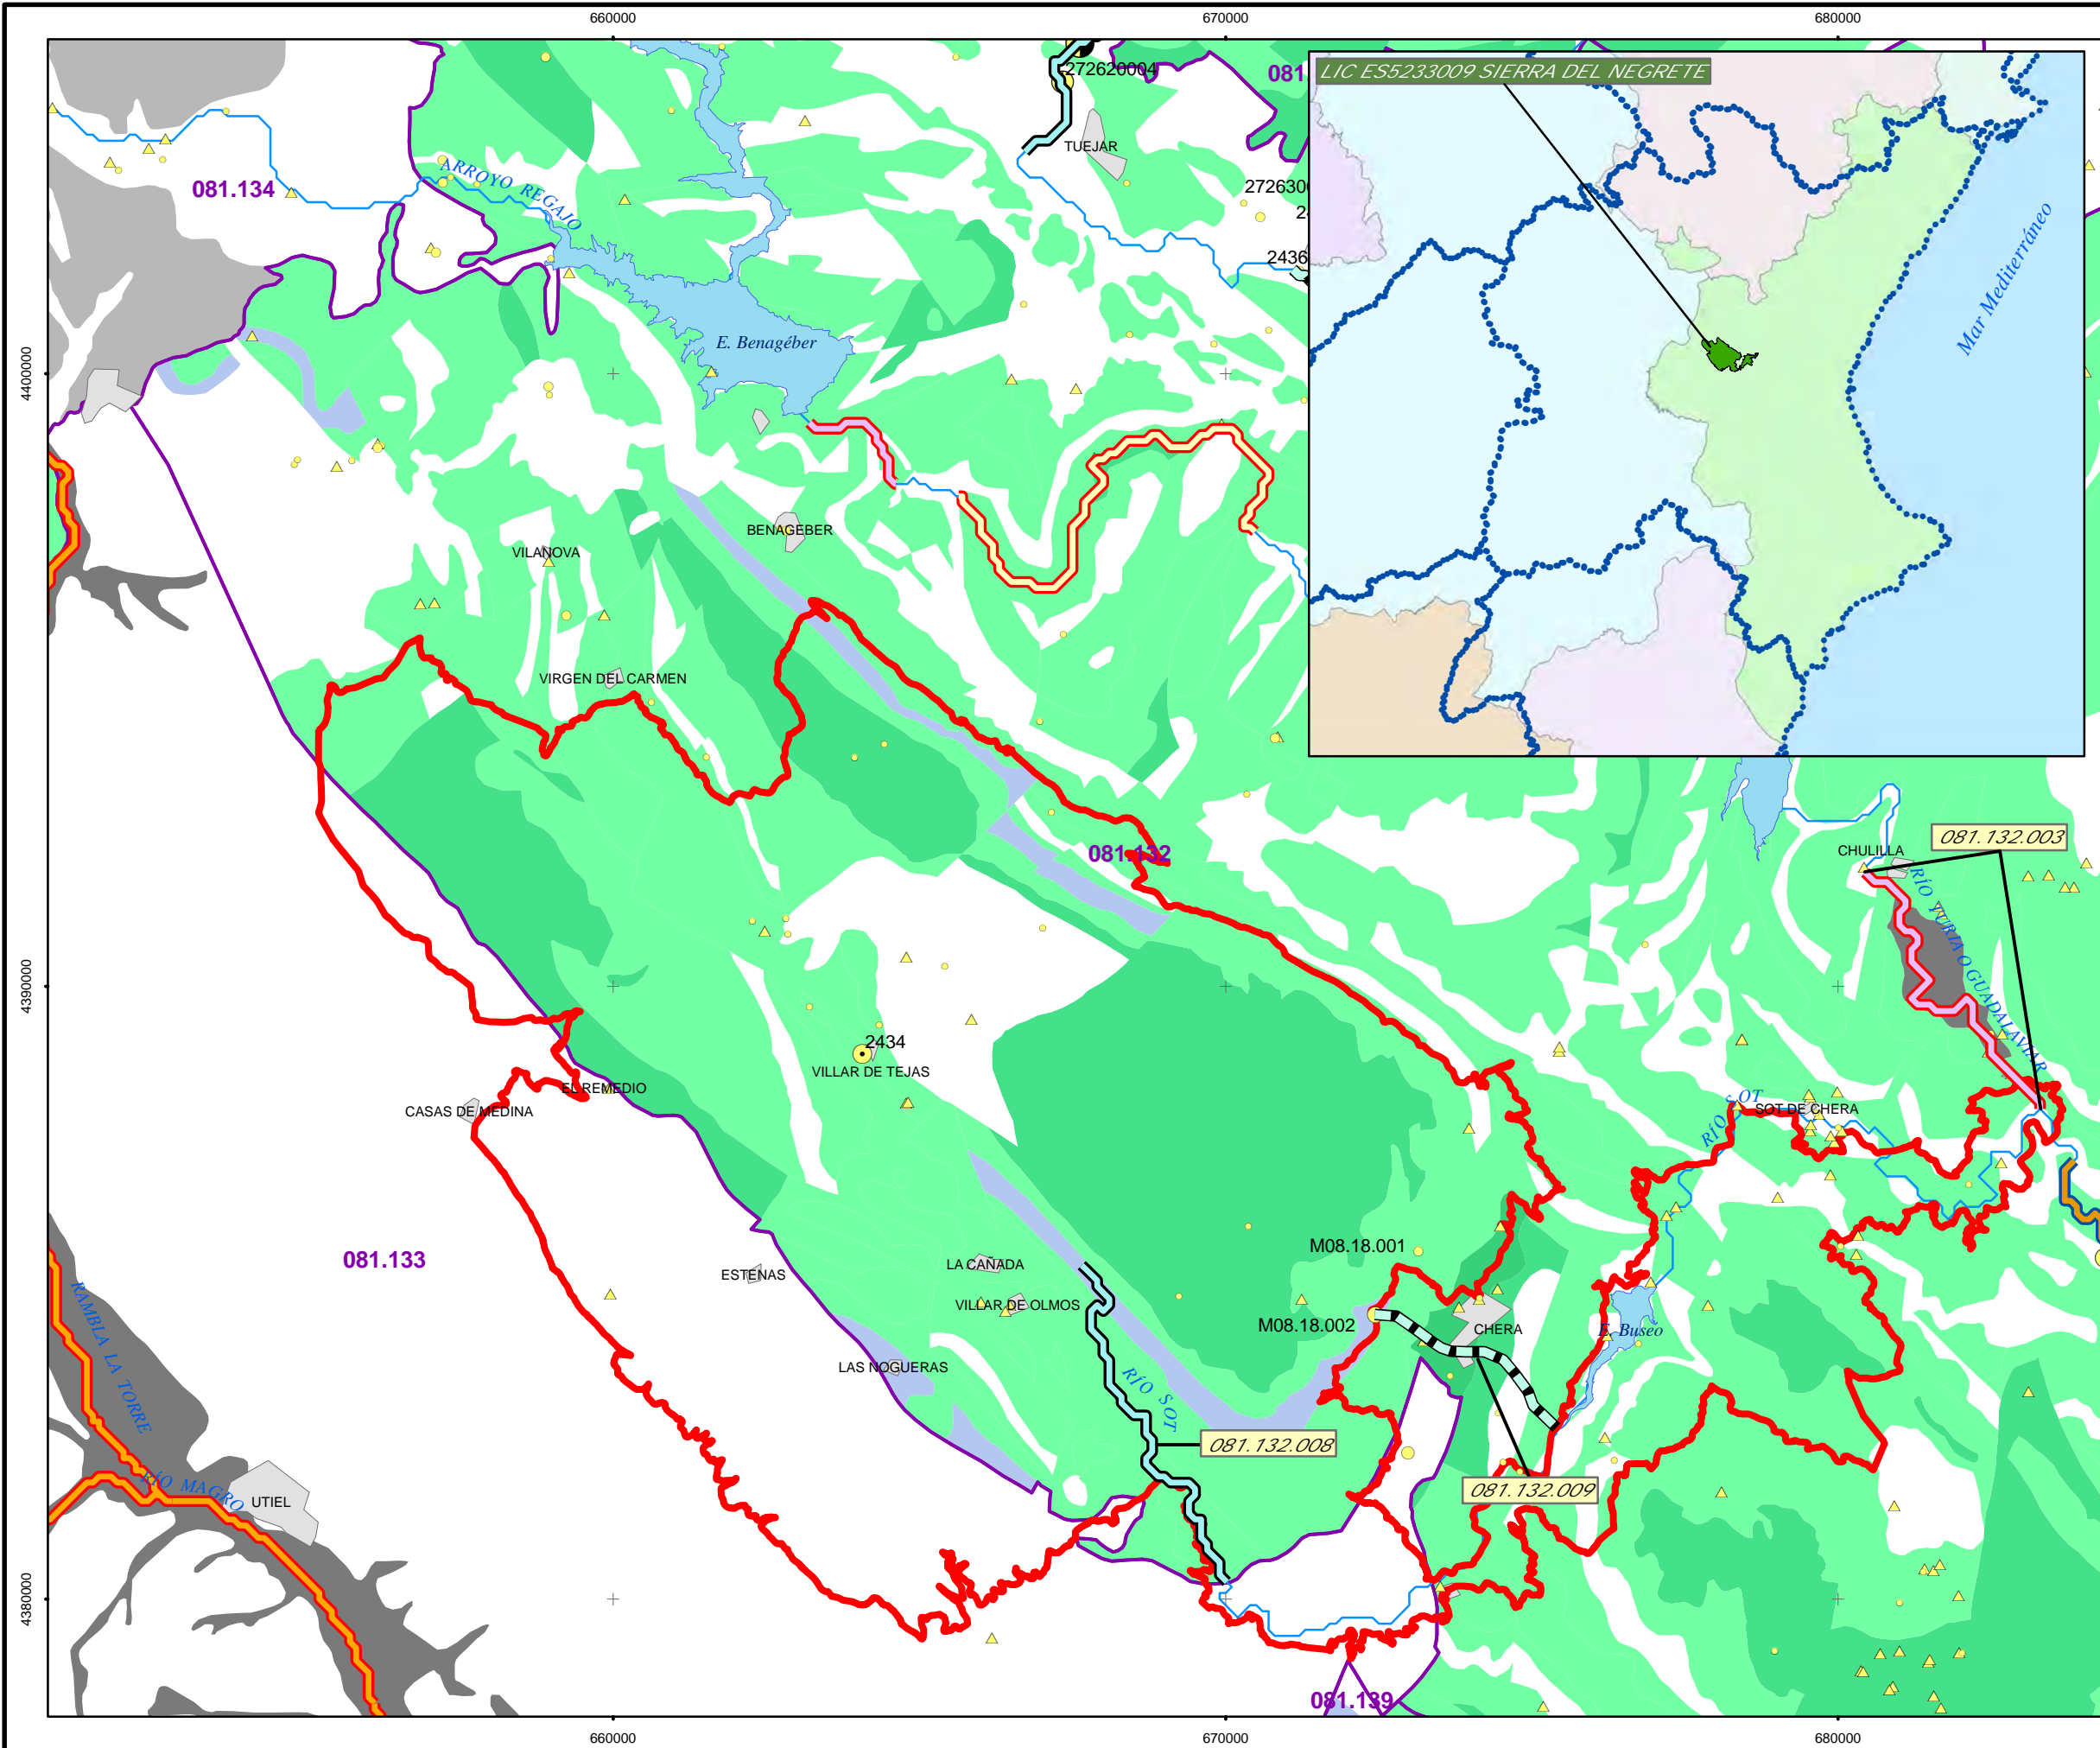 660000
670000
680000
272620004
081
LIC ES5233009 SIERRA DEL NEGRETE
TUEJAR
081.134
ARROYO REGAJO
2436
Mar Mediterráneo
E. Benagéber
4400000
BENAGEBER
VILANOVA
VIRGEN DEL CARMEN
081.132
081.132.003
CHULILLA
RÍO TURIA O GUADALAVIAR
4390000
2434
VILLAR DE TEJAS
EL REMEDIO
CASAS DE MEDINA
RÍO SOT
SOT DE CHERA
081.133
M08.18.001
LA CAÑADA
ESTENAS
VILLAR DE OLMOS
M08.18.002
CHERA
E. Buseo
RAMBLA LA TORRE
LAS NOGUERAS
RÍO SOT
081.132.008
081.132.009
RÍO MAGRO
UTIEL
4380000
081.139
660000
670000
680000